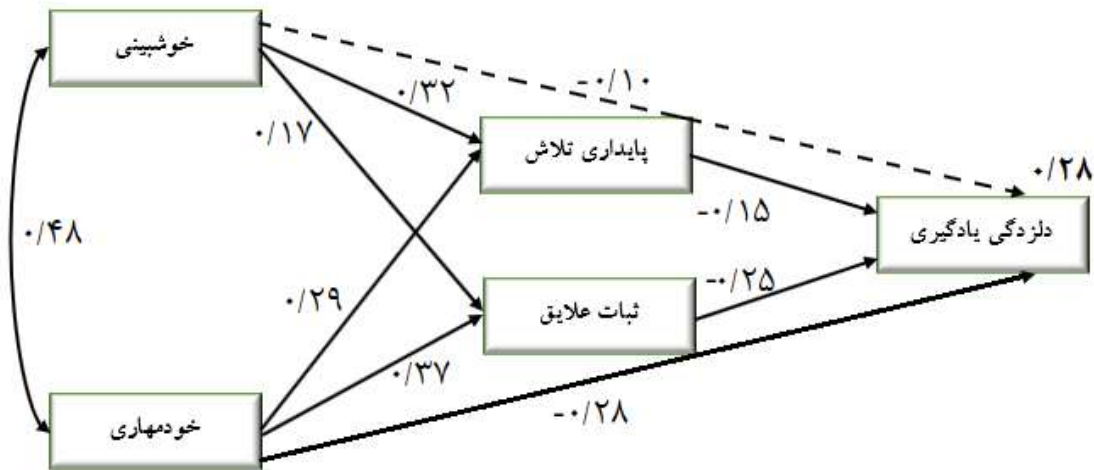 خوشبینی
-۰/۱۰
۰/۳۲
۰/۱۷
پایداری تلاش
۰/۲۸
-۰/۱۵
دلزدگی یادگیری
۰/۴۸
-۰/۲۵
۰/۲۹
ثبات علایق
۰/۳۷
-۰/۲۸
خودمهاری